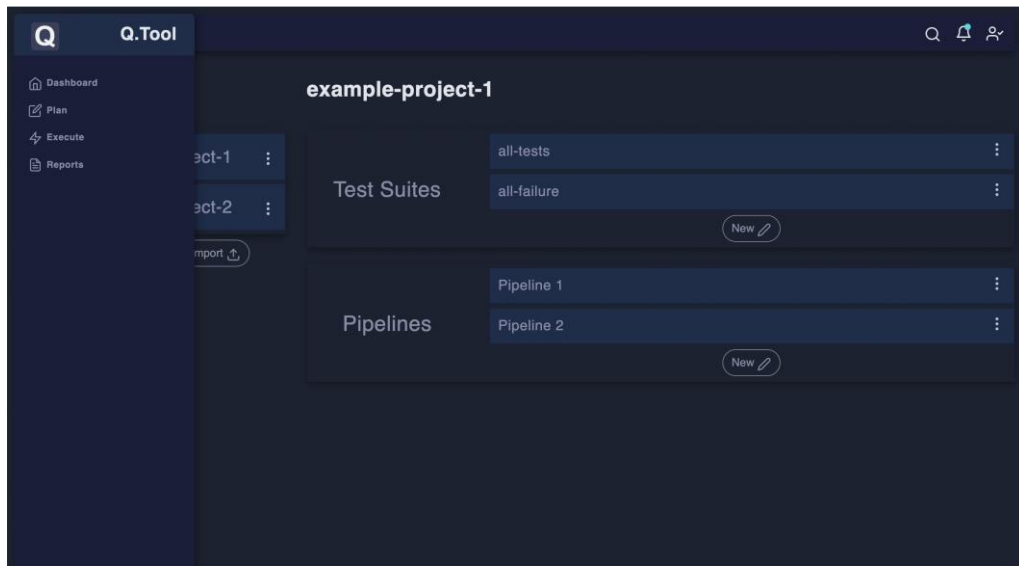 Q
Q.Tool
Dashboard
Plan
Execute
Reports
ect-1
ect-2
mport
example-project-1
Test Suites
all-tests
all-failure
New
Pipelines
Pipeline 1
Pipeline 2
New